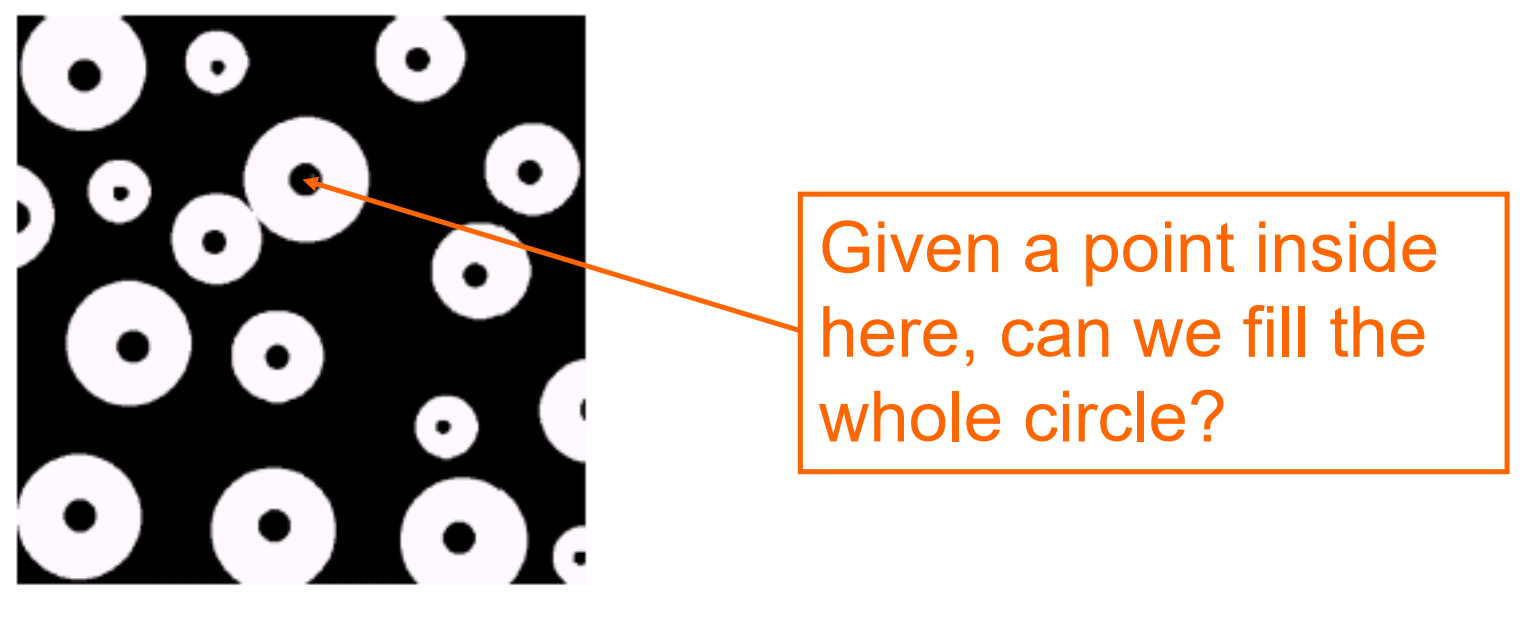 Given a point inside
here, can we fill the
whole circle?